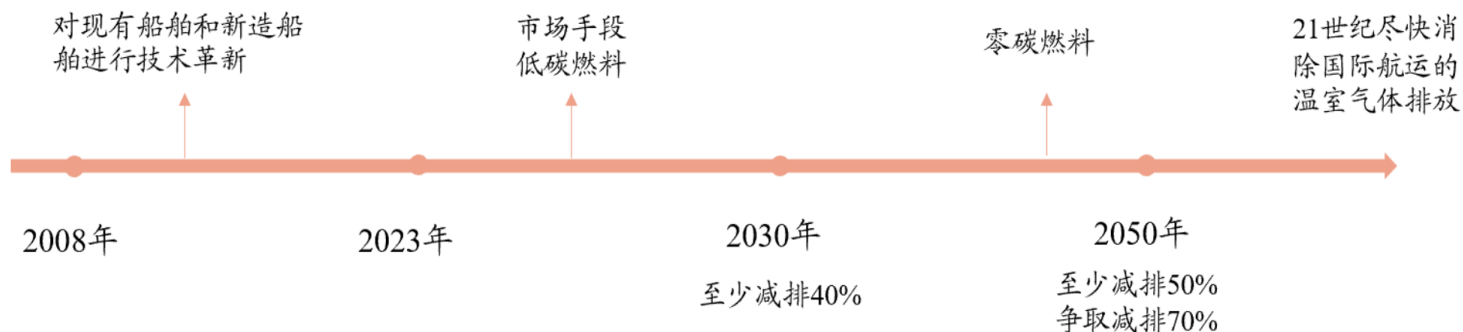 对现有船舶和新造船
舶进行技术革新
市场手段
低碳燃料
零碳燃料
21世纪尽快消
除国际航运的
温室气体排放
2008年
2023年
2030年
2050年
至少减排40%
至少减排50%
争取减排70%